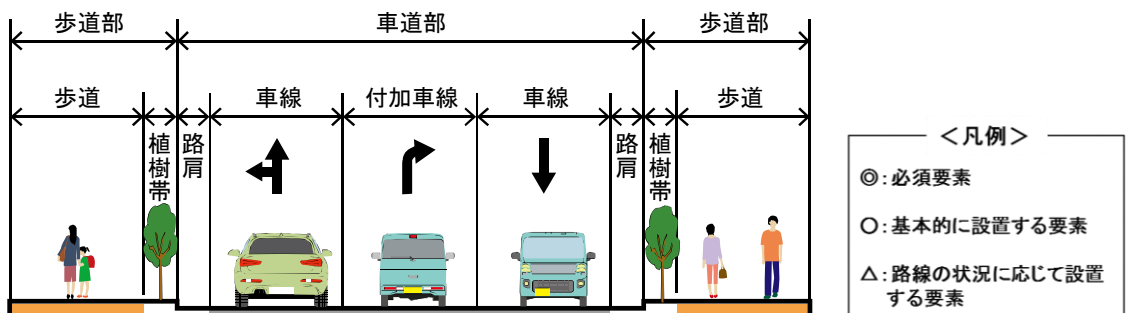 歩道部
車道部
歩道部
歩道
車線
付加車線
車線
歩道
植樹帯
路肩
路肩
植樹帯
＜凡例＞
◎：必須要素
○：基本的に設置する要素
△：路線の状況に応じて設置
する要素